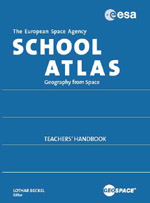 esa
The European Space Agency
SCHOOL
ATLAS
Geography from Space
TEACHERS' HANDBOOK
LOTHAR BECKEL
Editor
GEOSPACE